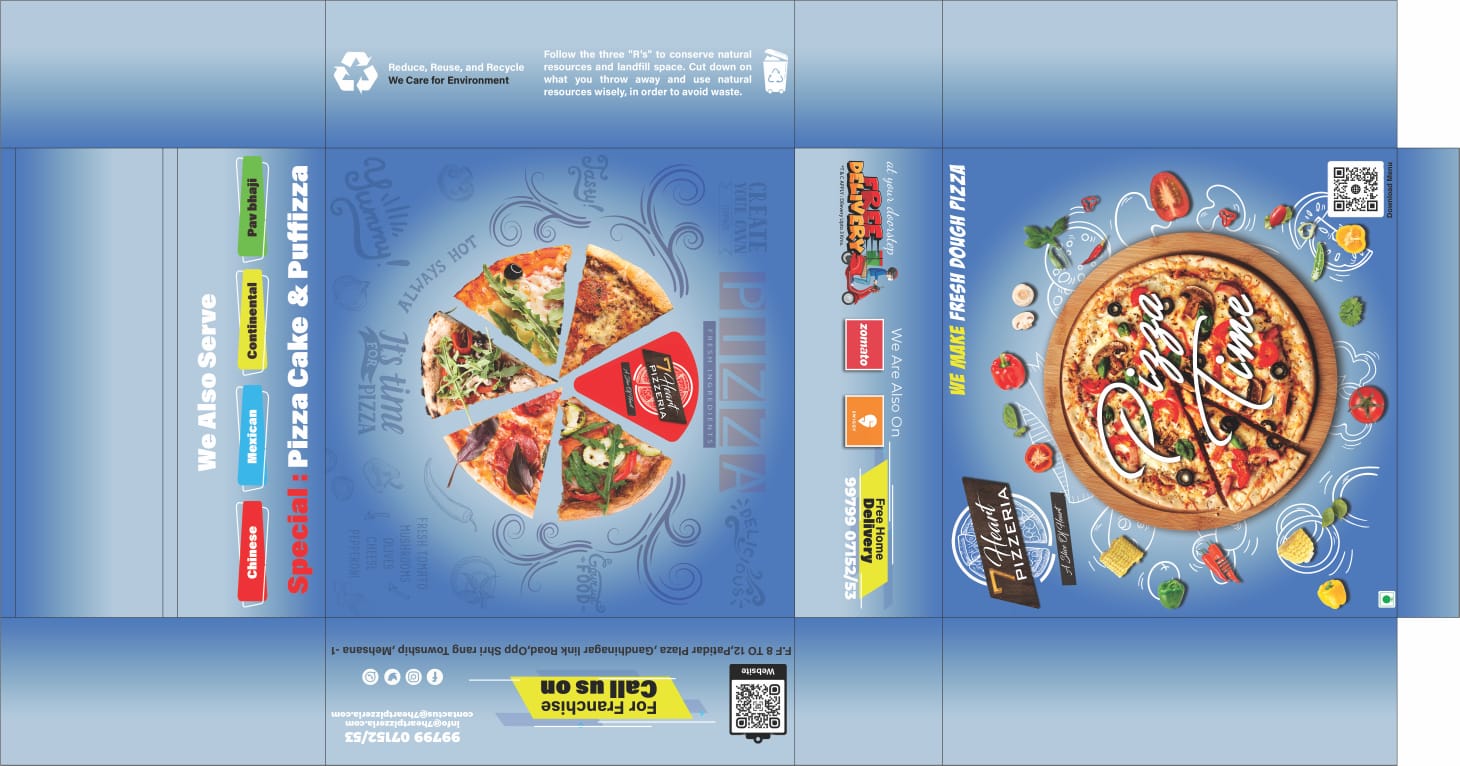 Reduce, Reuse, and Recycle
We Care for Environment
Follow the three "R's" to conserve natural
resources and landfill space. Cut down on
what you throw away and use natural
resources wisely, in order to avoid waste.
We Also Serve
Pav bhaji
Continental
Mexican
Chinese
Special : Pizza Cake & Puffizza
Yummy!
Tasty!
CREATE
YOUR OWN
ALWAYS HOT
It's time
FOR
PIZZA
PIZZA
FRESH INGREDIENTS
7 Heart
PIZZERIA
A Slice Of Heart
DELICIOUS
FRESH TOMATO
MUSHROOMS
OLIVES
CHEESE
PEPPERONI
FOOD
at your doorstep
FREE
DELIVERY
We Are Also On
zomato
SWIGGY
Free Home
Delivery
99799 07152/53
WE MAKE FRESH DOUGH PIZZA
Pizza
Time
Download Menu
7 Heart
PIZZERIA
A Slice Of Heart
F.F 8 TO 12,Patidar Plaza ,Gandhinagar link Road,Opp Shri rang Township ,Mehsana -1
For Franchise
Call us on
99799 07152/53
info@7heartpizzeria.com
contactus@7heartpizzeria.com
Website